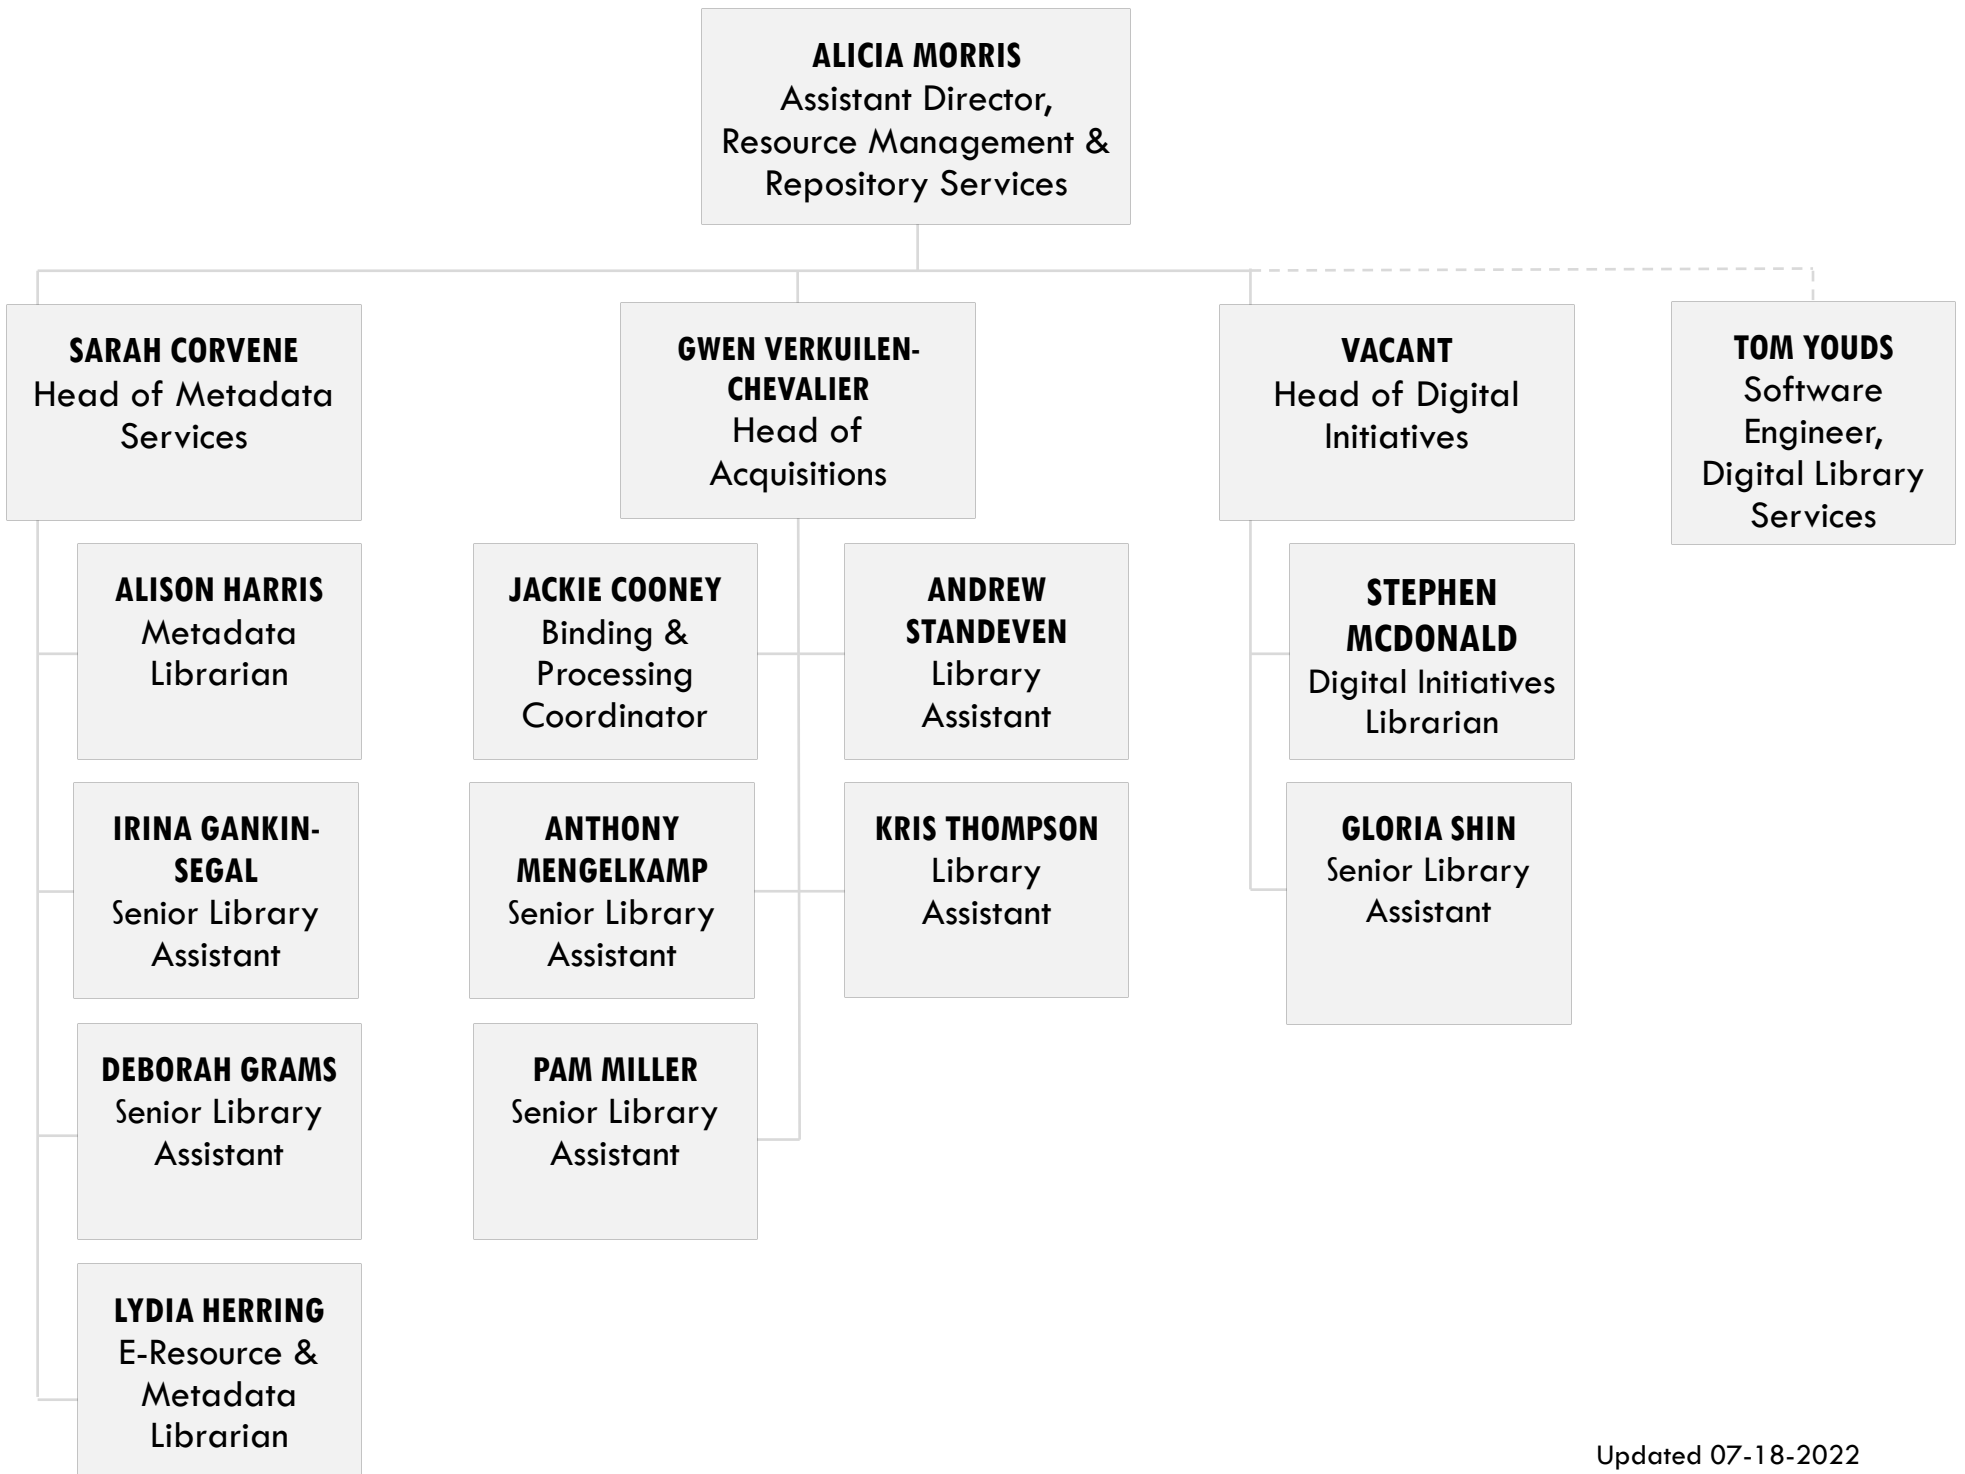 ALICIA MORRIS
Assistant Director,
Resource Management &
Repository Services
SARAH CORVENE
Head of Metadata
Services
GWEN VERKUILEN-
CHEVALIER
Head of
Acquisitions
VACANT
Head of Digital
Initiatives
TOM YOUDS
Software
Engineer,
Digital Library
Services
ALISON HARRIS
Metadata
Librarian
JACKIE COONEY
Binding &
Processing
Coordinator
ANDREW
STANDEVEN
Library
Assistant
STEPHEN
MCDONALD
Digital Initiatives
Librarian
IRINA GANKIN-
SEGAL
Senior Library
Assistant
ANTHONY
MENGELKAMP
Senior Library
Assistant
KRIS THOMPSON
Library
Assistant
GLORIA SHIN
Senior Library
Assistant
DEBORAH GRAMS
Senior Library
Assistant
PAM MILLER
Senior Library
Assistant
LYDIA HERRING
E-Resource &
Metadata
Librarian
Updated 07-18-2022